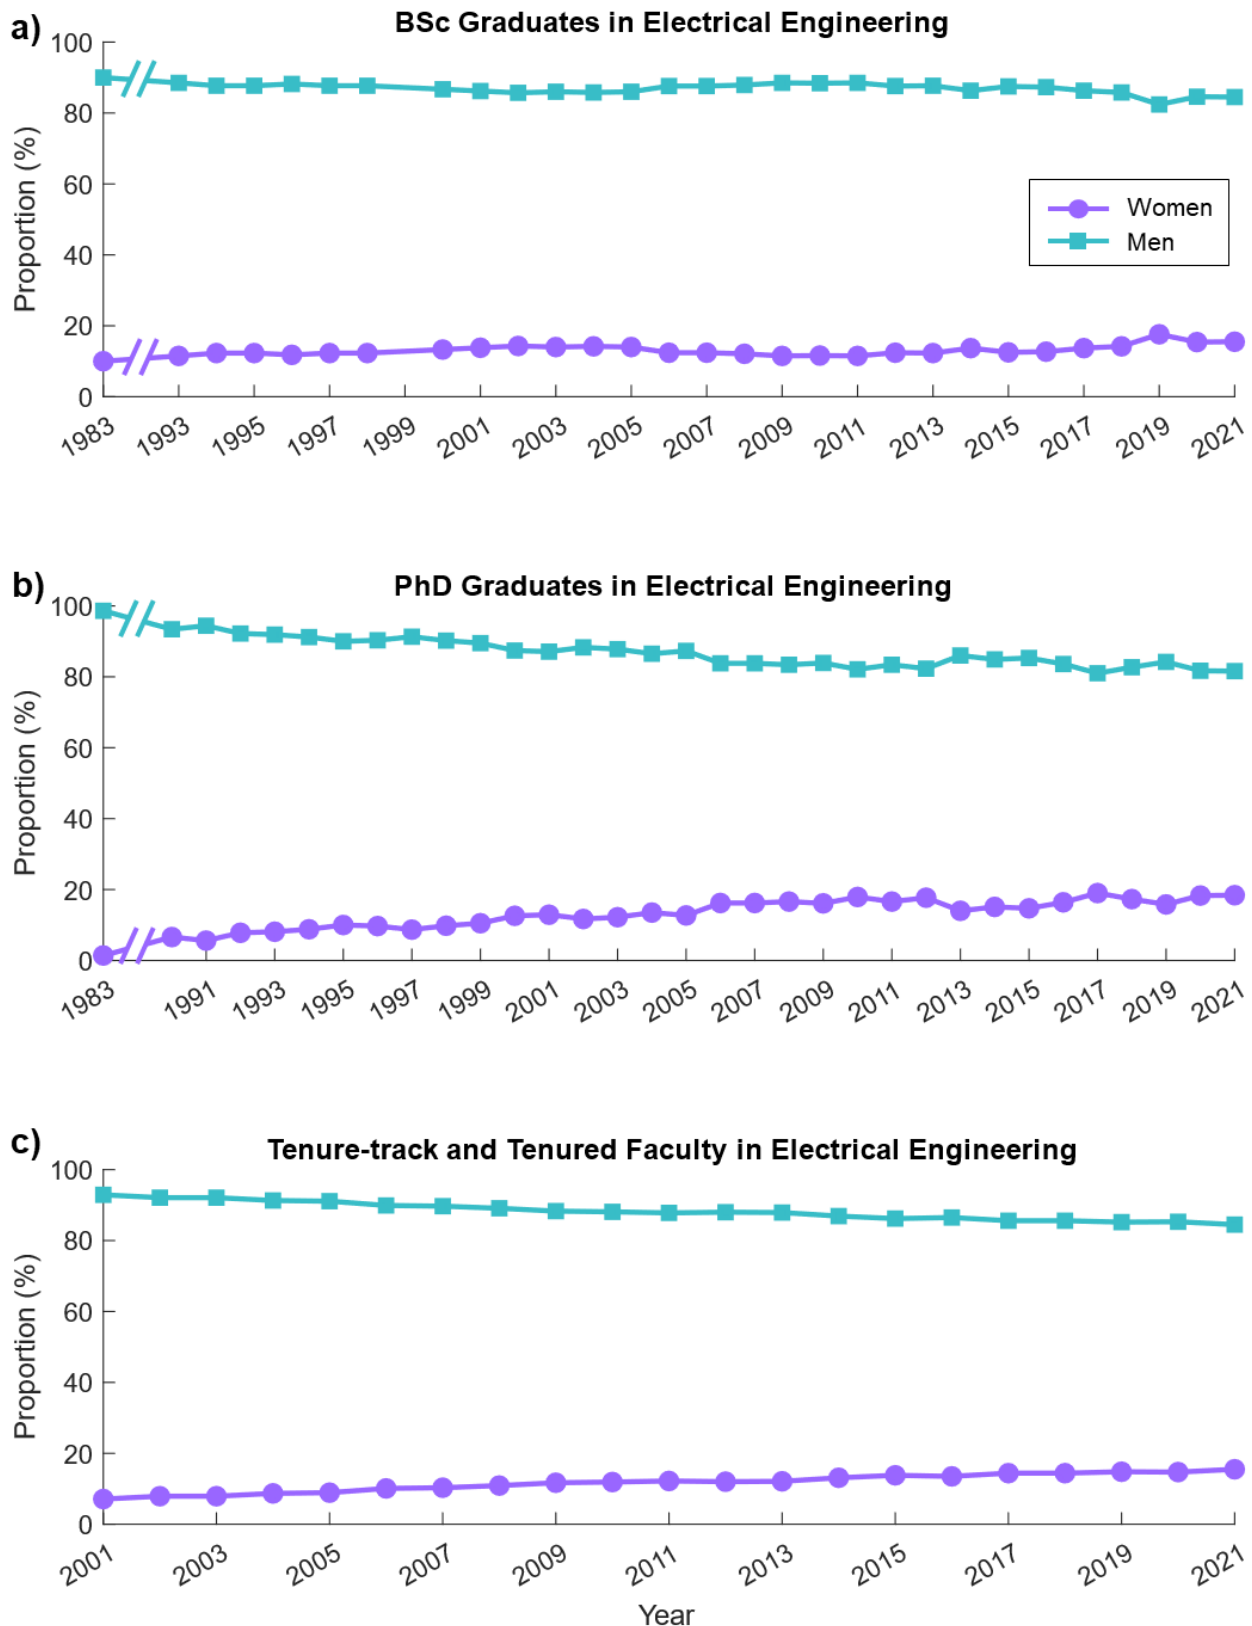 a)
BSc Graduates in Electrical Engineering
100
80
60
40
20
0
Proportion (%)
Women
Men
1983 1993 1995 1997 1999 2001 2003 2005 2007 2009 2011 2013 2015 2017 2019 2021
b)
PhD Graduates in Electrical Engineering
100
80
60
40
20
0
Proportion (%)
1983 1991 1993 1995 1997 1999 2001 2003 2005 2007 2009 2011 2013 2015 2017 2019 2021
c)
Tenure-track and Tenured Faculty in Electrical Engineering
100
80
60
40
20
0
Proportion (%)
2001 2003 2005 2007 2009 2011 2013 2015 2017 2019 2021
Year